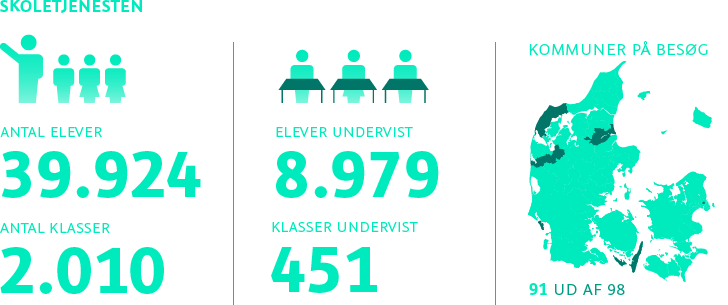 SKOLETJENESTEN
ANTAL ELEVER
39.924
ANTAL KLASSER
2.010
ELEVER UNDERVIST
8.979
KLASSER UNDERVIST
451
KOMMUNER PÅ BESØG
91 UD AF 98